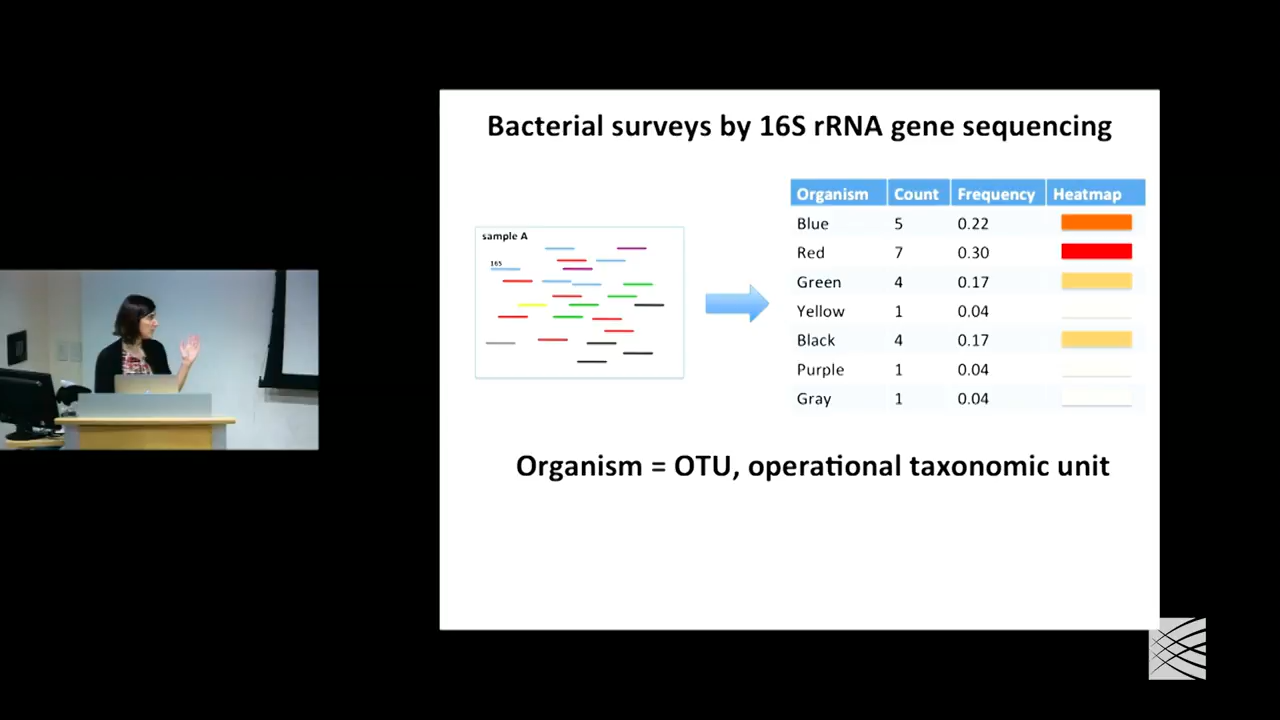 Bacterial surveys by 16S rRNA gene sequencing
sample A
16S
Organism Count Frequency Heatmap
Blue 5 0.22
Red 7 0.30
Green 4 0.17
Yellow 1 0.04
Black 4 0.17
Purple 1 0.04
Gray 1 0.04
Organism = OTU, operational taxonomic unit